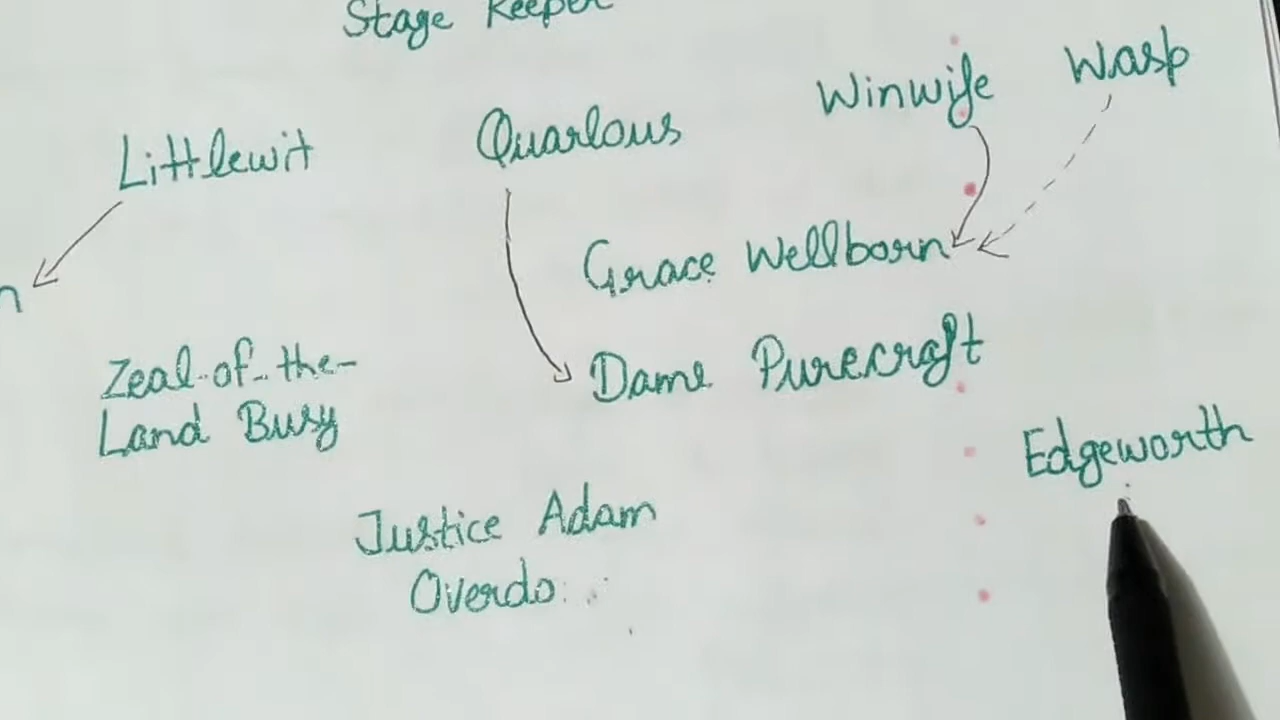 Stage Keeper
Littlewit Quarlous Winwife Wasp
n
Grace Wellborn
Zeal-of-the-
Land Busy
Dame Purecraft
Edgeworth
Justice Adam
Overdo